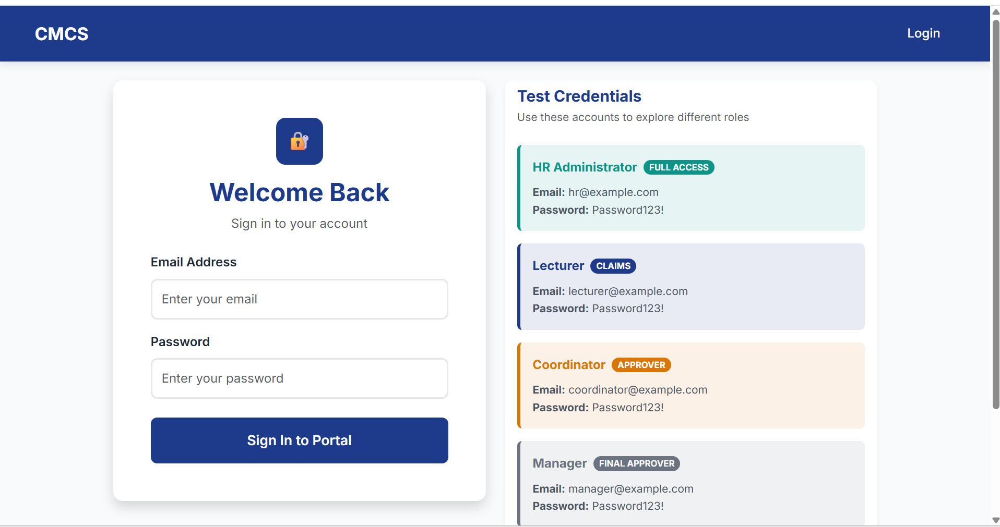 CMCS
Login
Welcome Back
Sign in to your account
Email Address
Enter your email
Password
Enter your password
Sign In to Portal
Test Credentials
Use these accounts to explore different roles
HR Administrator FULL ACCESS
Email: hr@example.com
Password: Password123!
Lecturer CLAIMS
Email: lecturer@example.com
Password: Password123!
Coordinator APPROVER
Email: coordinator@example.com
Password: Password123!
Manager FINAL APPROVER
Email: manager@example.com
Password: Password123!